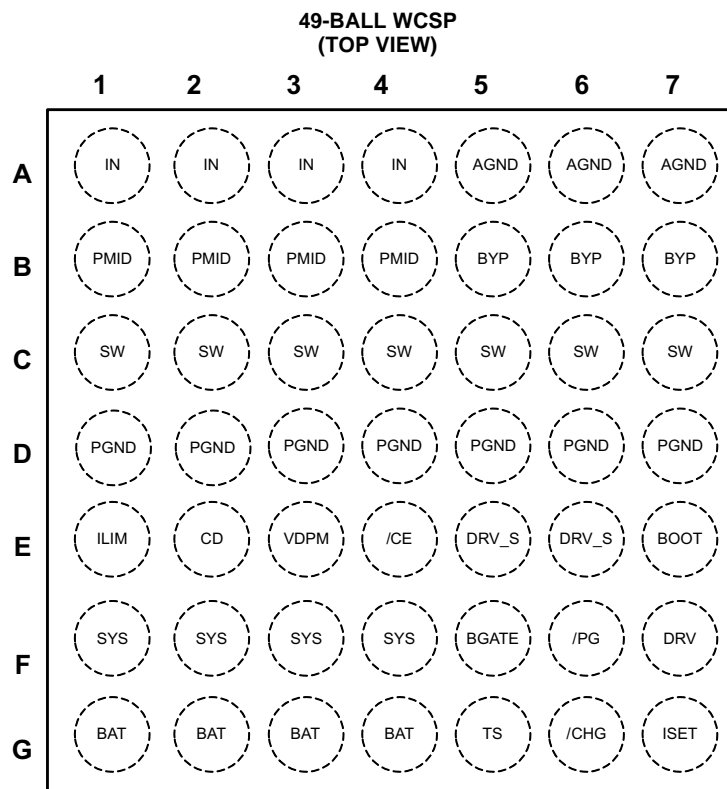 49-BALL WCSP
(TOP VIEW)
1 2 3 4 5 6 7
A IN IN IN IN AGND AGND AGND
B PMID PMID PMID PMID BYP BYP BYP
C SW SW SW SW SW SW SW
D PGND PGND PGND PGND PGND PGND PGND
E ILIM CD VDPM /CE DRV_S DRV_S BOOT
F SYS SYS SYS SYS BGATE /PG DRV
G BAT BAT BAT BAT TS /CHG ISET